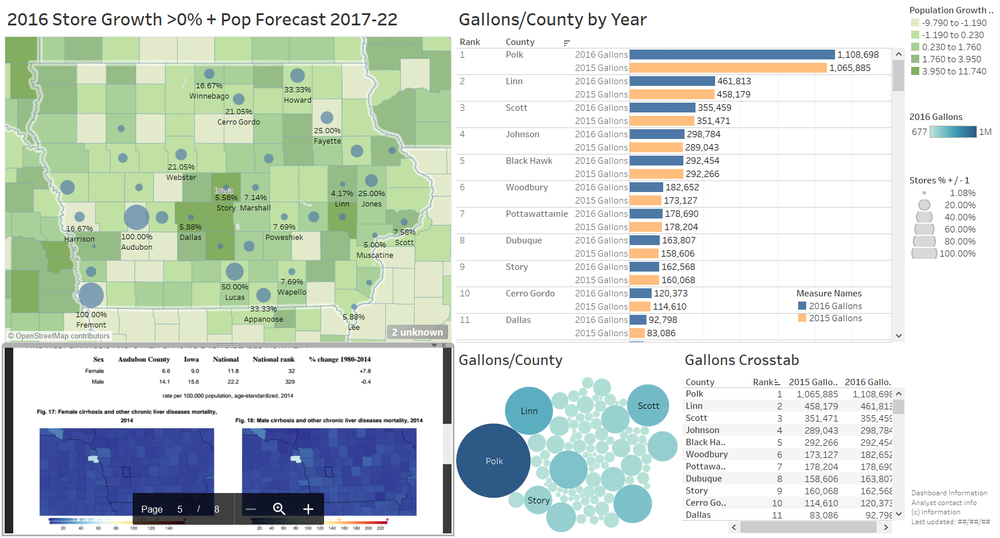 2016 Store Growth >0% + Pop Forecast 2017-22
16.67%
Winnebago
33.33%
Howard
21.05%
Cerro Gordo
25.00%
Fayette
21.05%
Webster
Iowa
5.56%
Story
7.14%
Marshall
4.17%
Linn
25.00%
Jones
16.67%
Harrison
100.00%
Audubon
5.88%
Dallas
7.69%
Poweshiek
7.58%
Scott
5.00%
Muscatine
50.00%
Lucas
7.69%
Wapello
33.33%
Appanoose
100.00%
Fremont
5.88%
Lee
© OpenStreetMap contributors
2 unknown
Gallons/County by Year
Rank County
1 Polk 2016 Gallons 1,108,698
2015 Gallons 1,065,885
2 Linn 2016 Gallons 461,813
2015 Gallons 458,179
3 Scott 2016 Gallons 355,459
2015 Gallons 351,471
4 Johnson 2016 Gallons 298,784
2015 Gallons 289,043
5 Black Hawk 2016 Gallons 292,454
2015 Gallons 292,266
6 Woodbury 2016 Gallons 182,652
2015 Gallons 173,127
7 Pottawattamie 2016 Gallons 178,690
2015 Gallons 178,204
8 Dubuque 2016 Gallons 163,807
2015 Gallons 158,606
9 Story 2016 Gallons 162,568
2015 Gallons 160,068
10 Cerro Gordo 2016 Gallons 120,373
2015 Gallons 114,610
11 Dallas 2016 Gallons 92,798
2015 Gallons 83,086
Measure Names
2016 Gallons
2015 Gallons
Population Growth ..
-9.790 to -1.190
-1.190 to 0.230
0.230 to 1.760
1.760 to 3.950
3.950 to 11.740
2016 Gallons
677 1M
Stores % + / - 1
1.08%
20.00%
40.00%
60.00%
80.00%
100.00%
FINDINGS: CIRRHOSIS AND OTHER CHRONIC LIVER DISEASES MORTALITY
Sex Audubon County Iowa National National rank % change 1980-2014
Female 6.6 9.0 11.8 32 +7.8
Male 14.1 15.6 22.2 329 -0.4
rate per 100,000 population, age-standardized, 2014
Fig. 17: Female cirrhosis and other chronic liver diseases mortality,
2014
Fig. 18: Male cirrhosis and other chronic liver diseases mortality, 2014
Page 5 / 8
20 40 60 80 100 120 140
20 40 60 80 100 120 140 160 180 200 220
Gallons/County
Linn
Scott
Polk
Story
Gallons Crosstab
County Rank 2015 Gallo.. 2016 Gallo..
Polk 1 1,065,885 1,108,698
Linn 2 458,179 461,813
Scott 3 351,471 355,459
Johnson 4 289,043 298,784
Black Ha.. 5 292,266 292,454
Woodbury 6 173,127 182,652
Pottawa.. 7 178,204 178,690
Dubuque 8 158,606 163,807
Story 9 160,068 162,568
Cerro Go.. 10 114,610 120,373
Dallas 11 83,086 92,798
Dashboard Information
Analyst contact info
(c) information
Last updated: ##/##/##